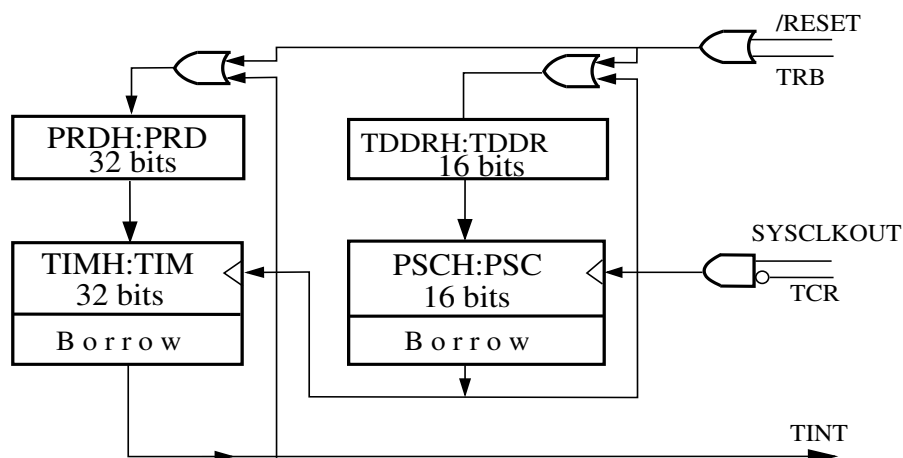 /RESET
TRB
PRDH:PRD
32 bits
TDDRH:TDDR
16 bits
SYSCLKOUT
TCR
TIMH:TIM
32 bits
Borrow
PSCH:PSC
16 bits
Borrow
TINT